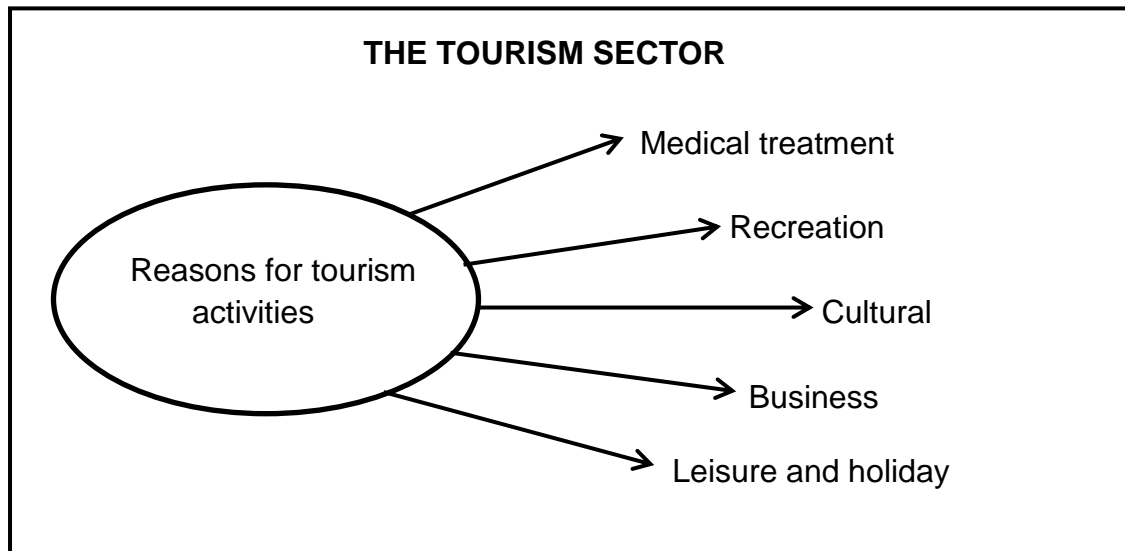 THE TOURISM SECTOR
Medical treatment
Recreation
Reasons for tourism
activities
Cultural
Business
Leisure and holiday